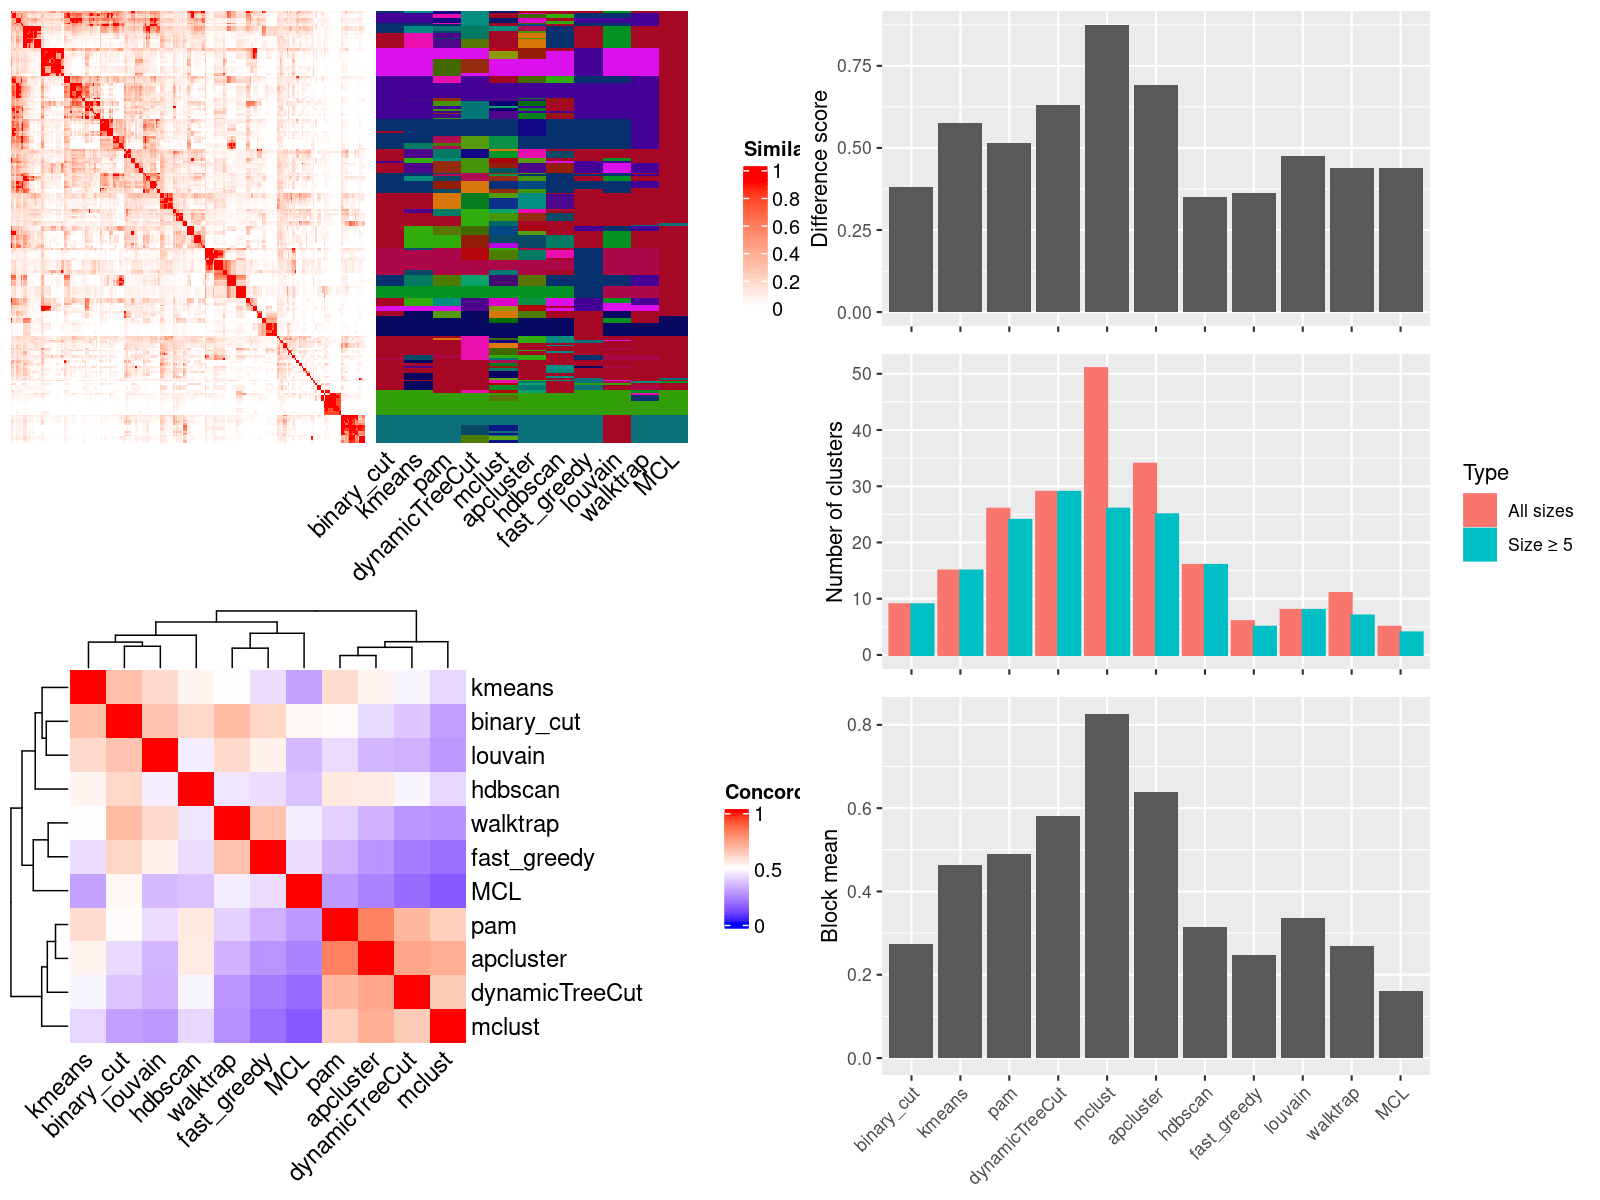 Simila
1
0.8
0.6
0.4
0.2
0
binary_cut
kmeans
pam
dynamicTreeCut
mclust
apcluster
hdbscan
fast_greedy
louvain
walktrap
MCL
kmeans
binary_cut
louvain
hdbscan
walktrap
fast_greedy
MCL
pam
apcluster
dynamicTreeCut
mclust
kmeans
binary_cut
louvain
hdbscan
walktrap
fast_greedy
MCL
pam
apcluster
dynamicTreeCut
mclust
Concord
1
0.5
0
Difference score
0.75
0.50
0.25
0.00
Number of clusters
50
40
30
20
10
0
Type
All sizes
Size ≥ 5
Block mean
0.8
0.6
0.4
0.2
0.0
binary_cut
kmeans
pam
dynamicTreeCut
mclust
apcluster
hdbscan
fast_greedy
louvain
walktrap
MCL